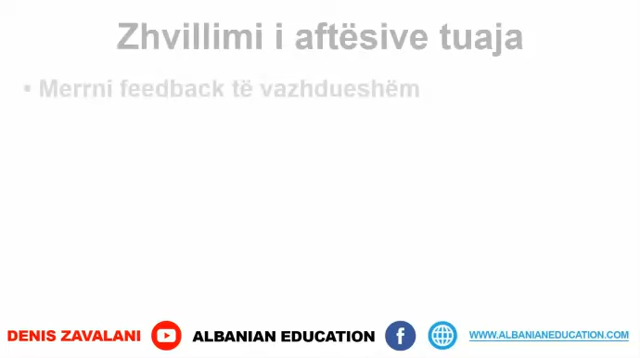 Zhvillimi i aftësive tuaja
• Merrni feedback të vazhdueshëm
DENIS ZAVALANI ALBANIAN EDUCATION WWW.ALBANIANEDUCATION.COM